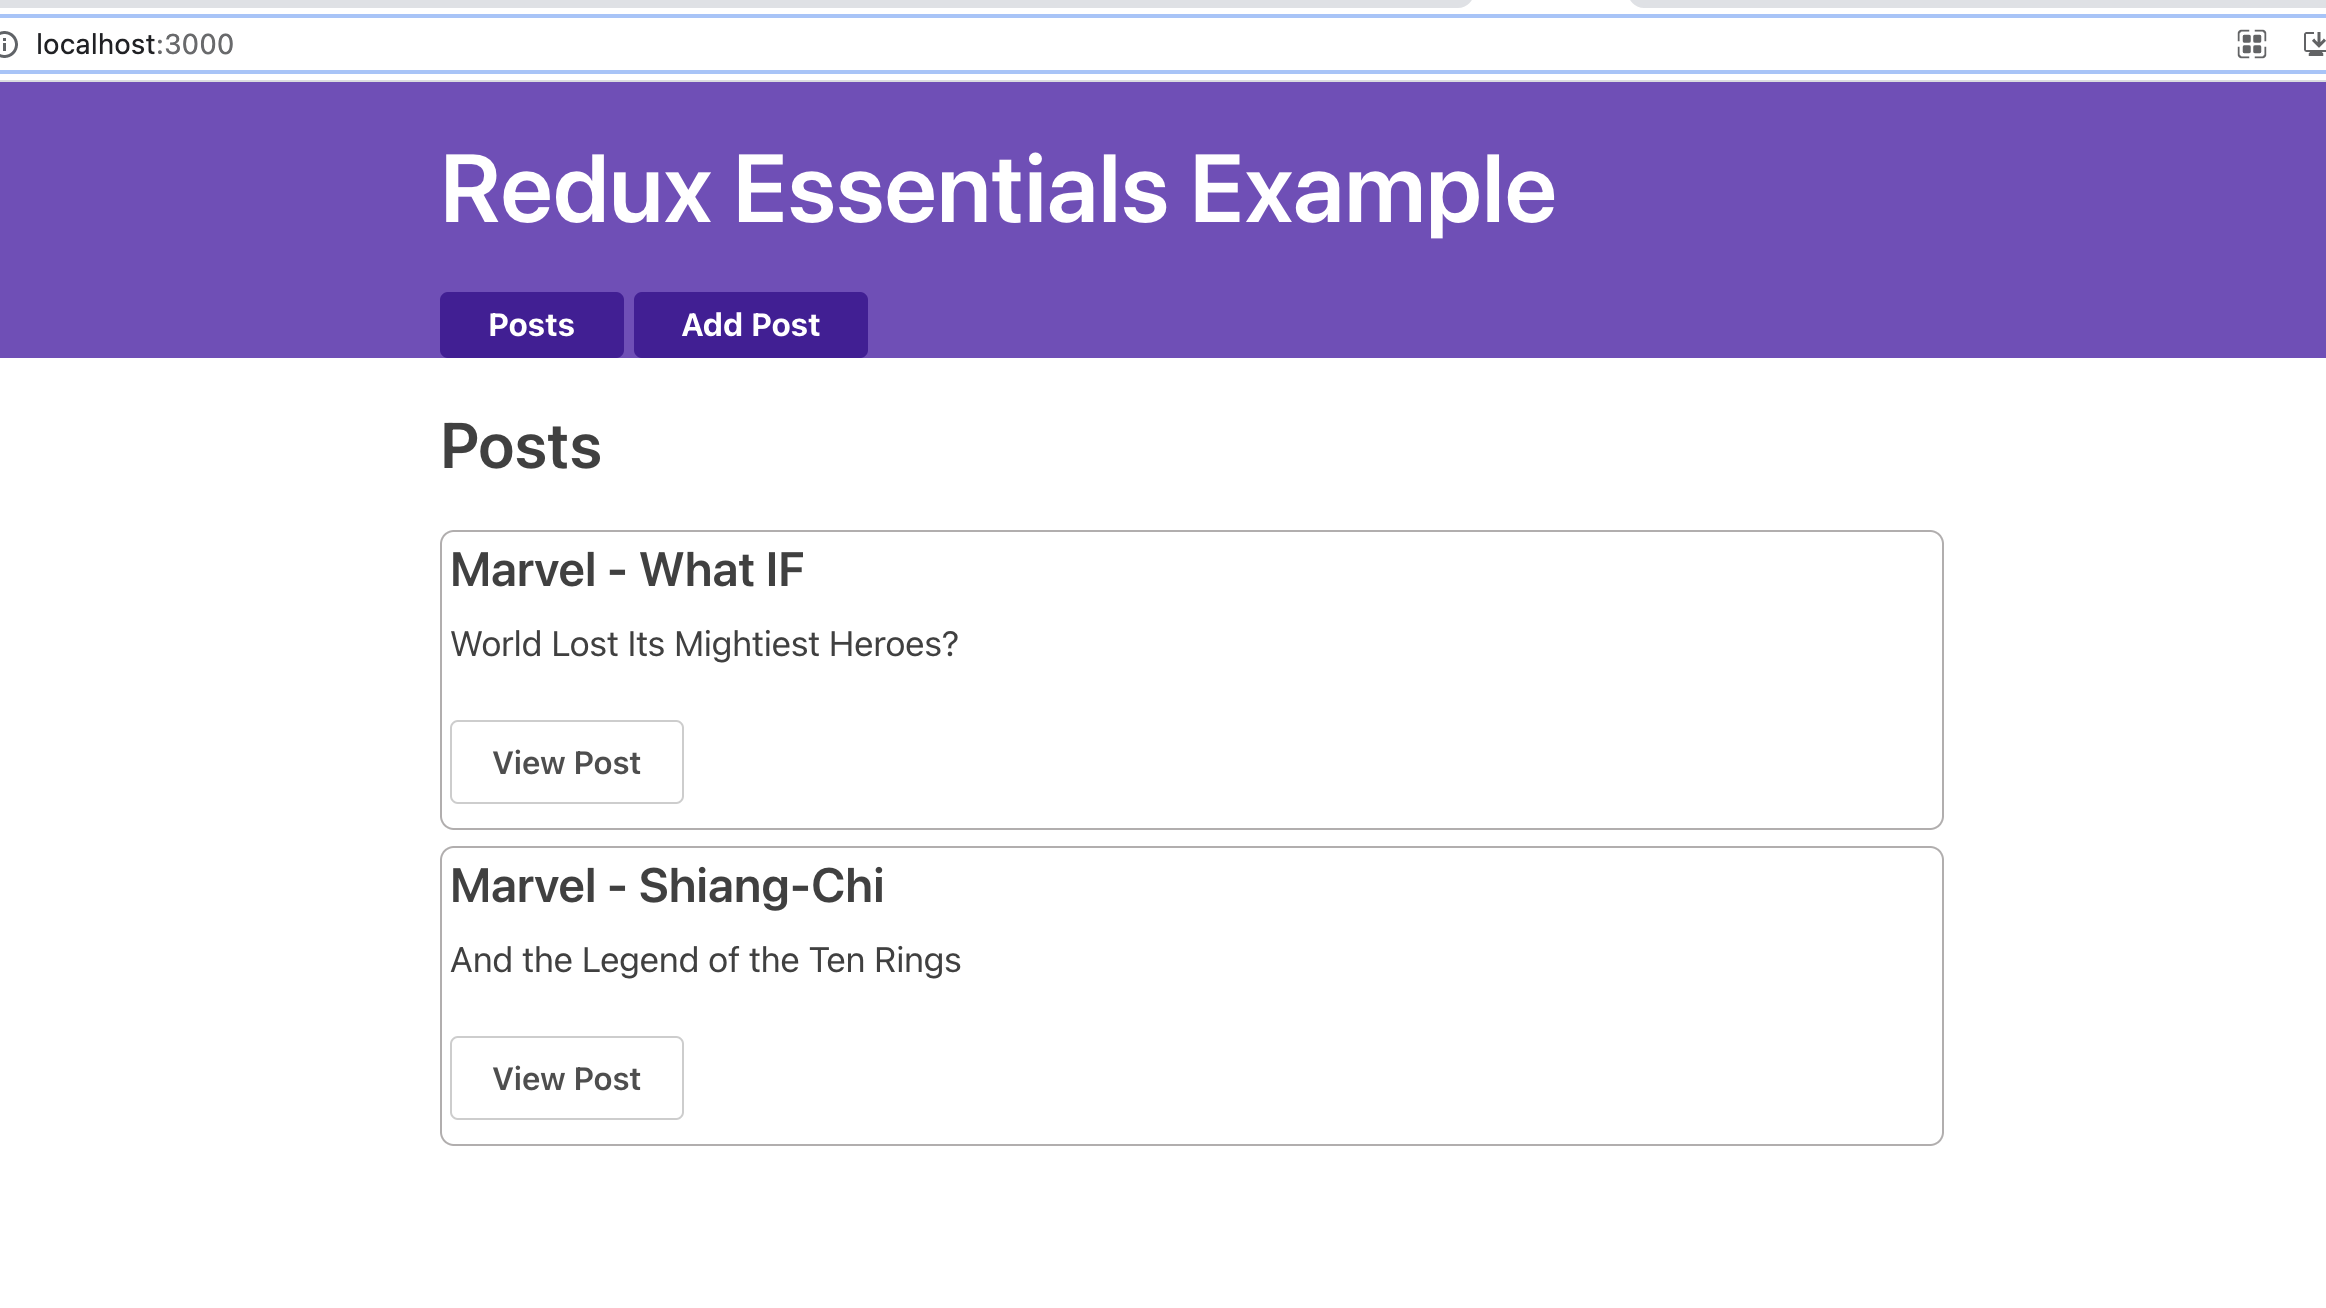 localhost:3000
Redux Essentials Example
Posts Add Post
Posts
Marvel - What IF
World Lost Its Mightiest Heroes?
View Post
Marvel - Shiang-Chi
And the Legend of the Ten Rings
View Post